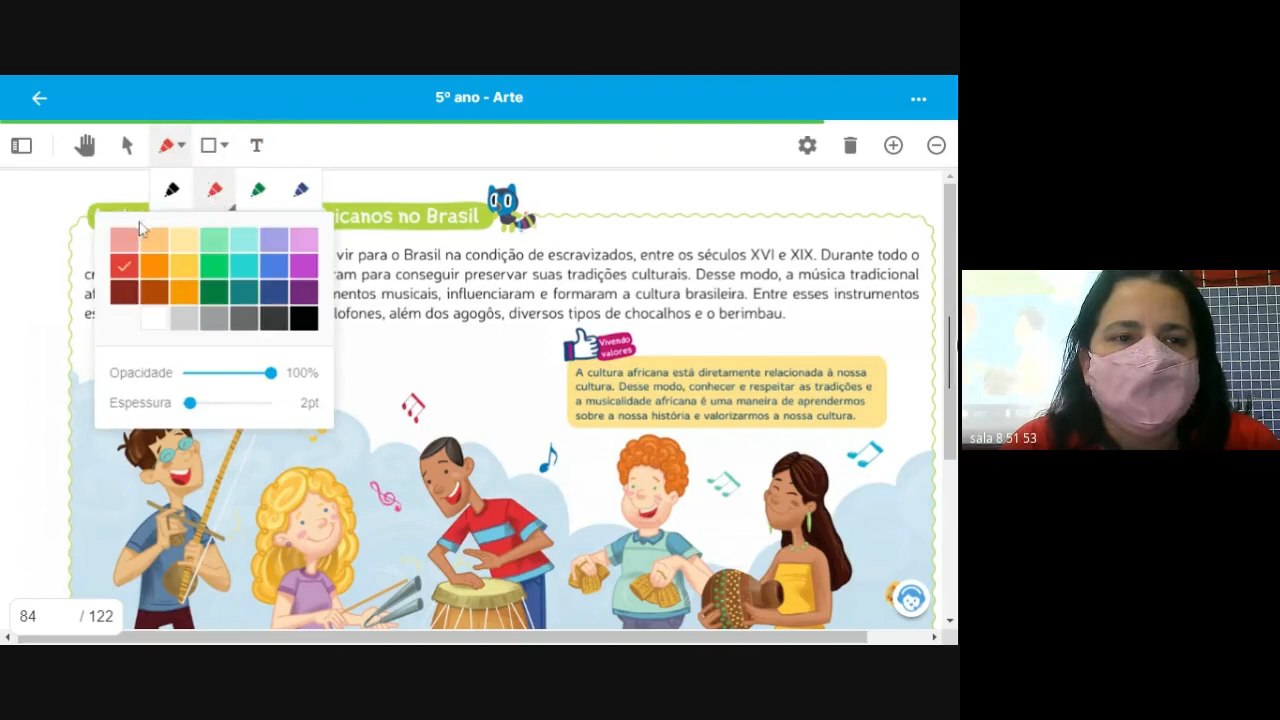 5º ano - Arte
T
icanos no Brasil
vir para o Brasil na condição de escravizados, entre os séculos XVI e XIX. Durante todo o
ram para conseguir preservar suas tradições culturais. Desse modo, a música tradicional
mentos musicais, influenciaram e formaram a cultura brasileira. Entre esses instrumentos
lofones, além dos agogôs, diversos tipos de chocalhos e o berimbau.
Opacidade 100%
Espessura 2pt
Vivendo
valores
A cultura africana está diretamente relacionada à nossa
cultura. Desse modo, conhecer e respeitar as tradições e
a musicalidade africana é uma maneira de aprendermos
sobre a nossa história e valorizarmos a nossa cultura.
84 / 122
sala 8 51 53